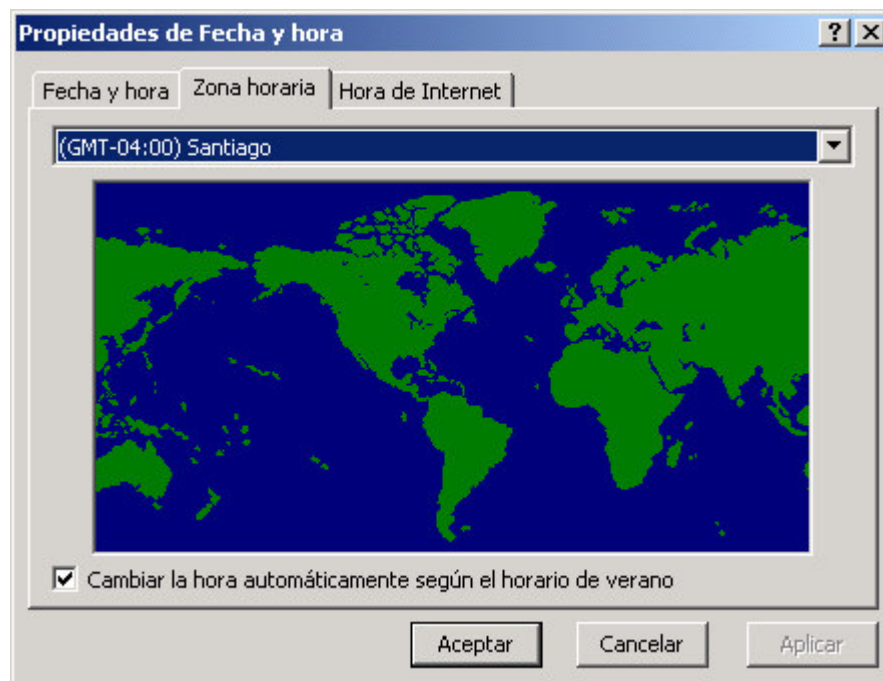 Propiedades de Fecha y hora
Fecha y hora Zona horaria Hora de Internet
(GMT-04:00) Santiago
Cambiar la hora automáticamente según el horario de verano
Aceptar Cancelar Aplicar